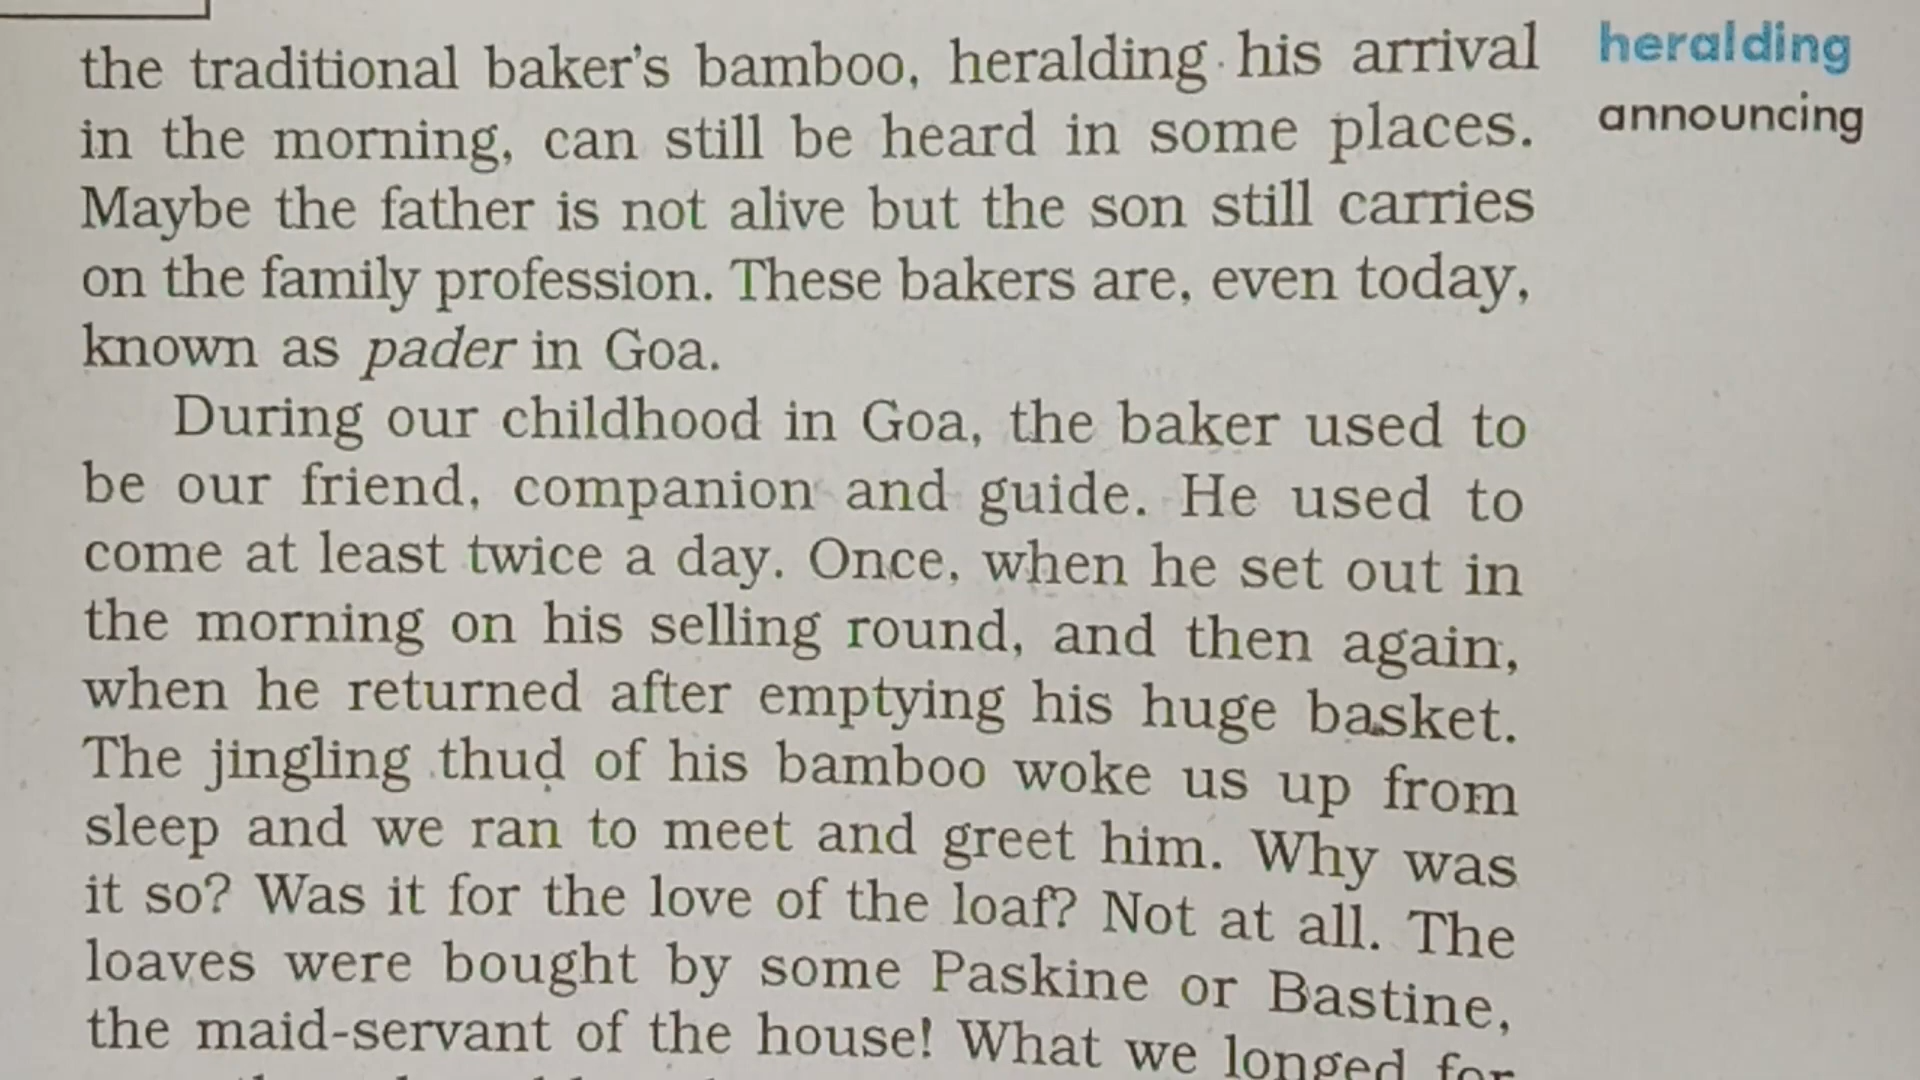 the traditional baker's bamboo, heralding his arrival
in the morning, can still be heard in some places.
Maybe the father is not alive but the son still carries
on the family profession. These bakers are, even today,
known as pader in Goa.
During our childhood in Goa, the baker used to
be our friend, companion and guide. He used to
come at least twice a day. Once, when he set out in
the morning on his selling round, and then again,
when he returned after emptying his huge basket.
The jingling thud of his bamboo woke us up from
sleep and we ran to meet and greet him. Why was
it so? Was it for the love of the loaf? Not at all. The
loaves were bought by some Paskine or Bastine,
the maid-servant of the house! What we longed for
heralding
announcing